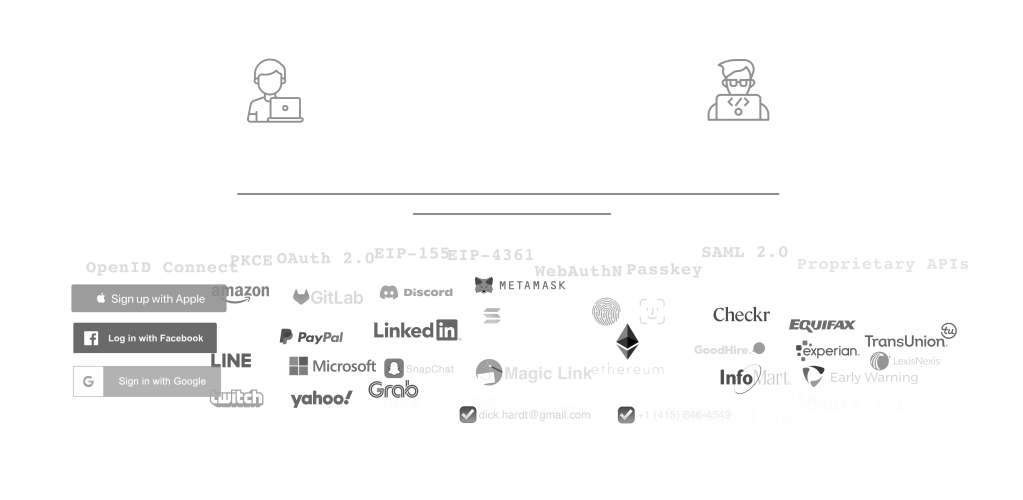 OpenID Connect
PKCE
OAuth 2.0
EIP-155
EIP-4361
WebAuthN
Passkey
SAML 2.0
Proprietary APIs
Sign up with Apple
amazon
GitLab
Discord
METAMASK
Log in with Facebook
PayPal
LinkedIn
Checkr
EQUIFAX
tu
TransUnion
LINE
Microsoft
SnapChat
Magic Link
ethereum
GoodHire.
experian.
LexisNexis
G Sign in with Google
twitch
yahoo!
Grab
InfoMart
Early Warning
dick.hardt@gmail.com
+1 (415) 846-4549